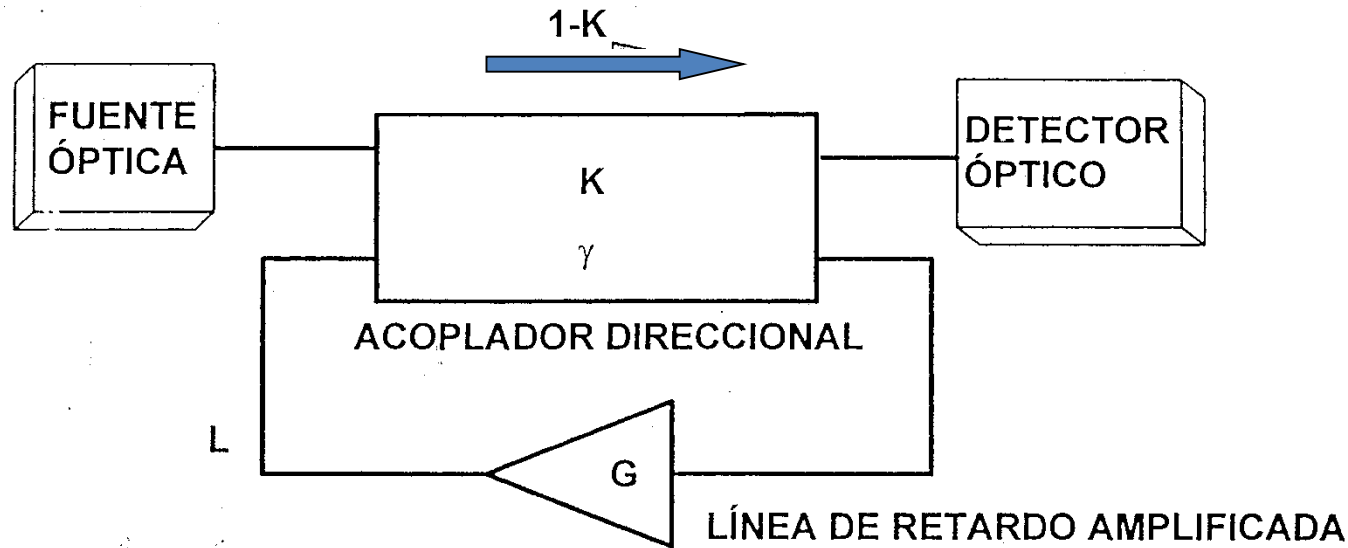 1-K
FUENTE
ÓPTICA
DETECTOR
ÓPTICO
K
γ
ACOPLADOR DIRECCIONAL
L
G
LÍNEA DE RETARDO AMPLIFICADA